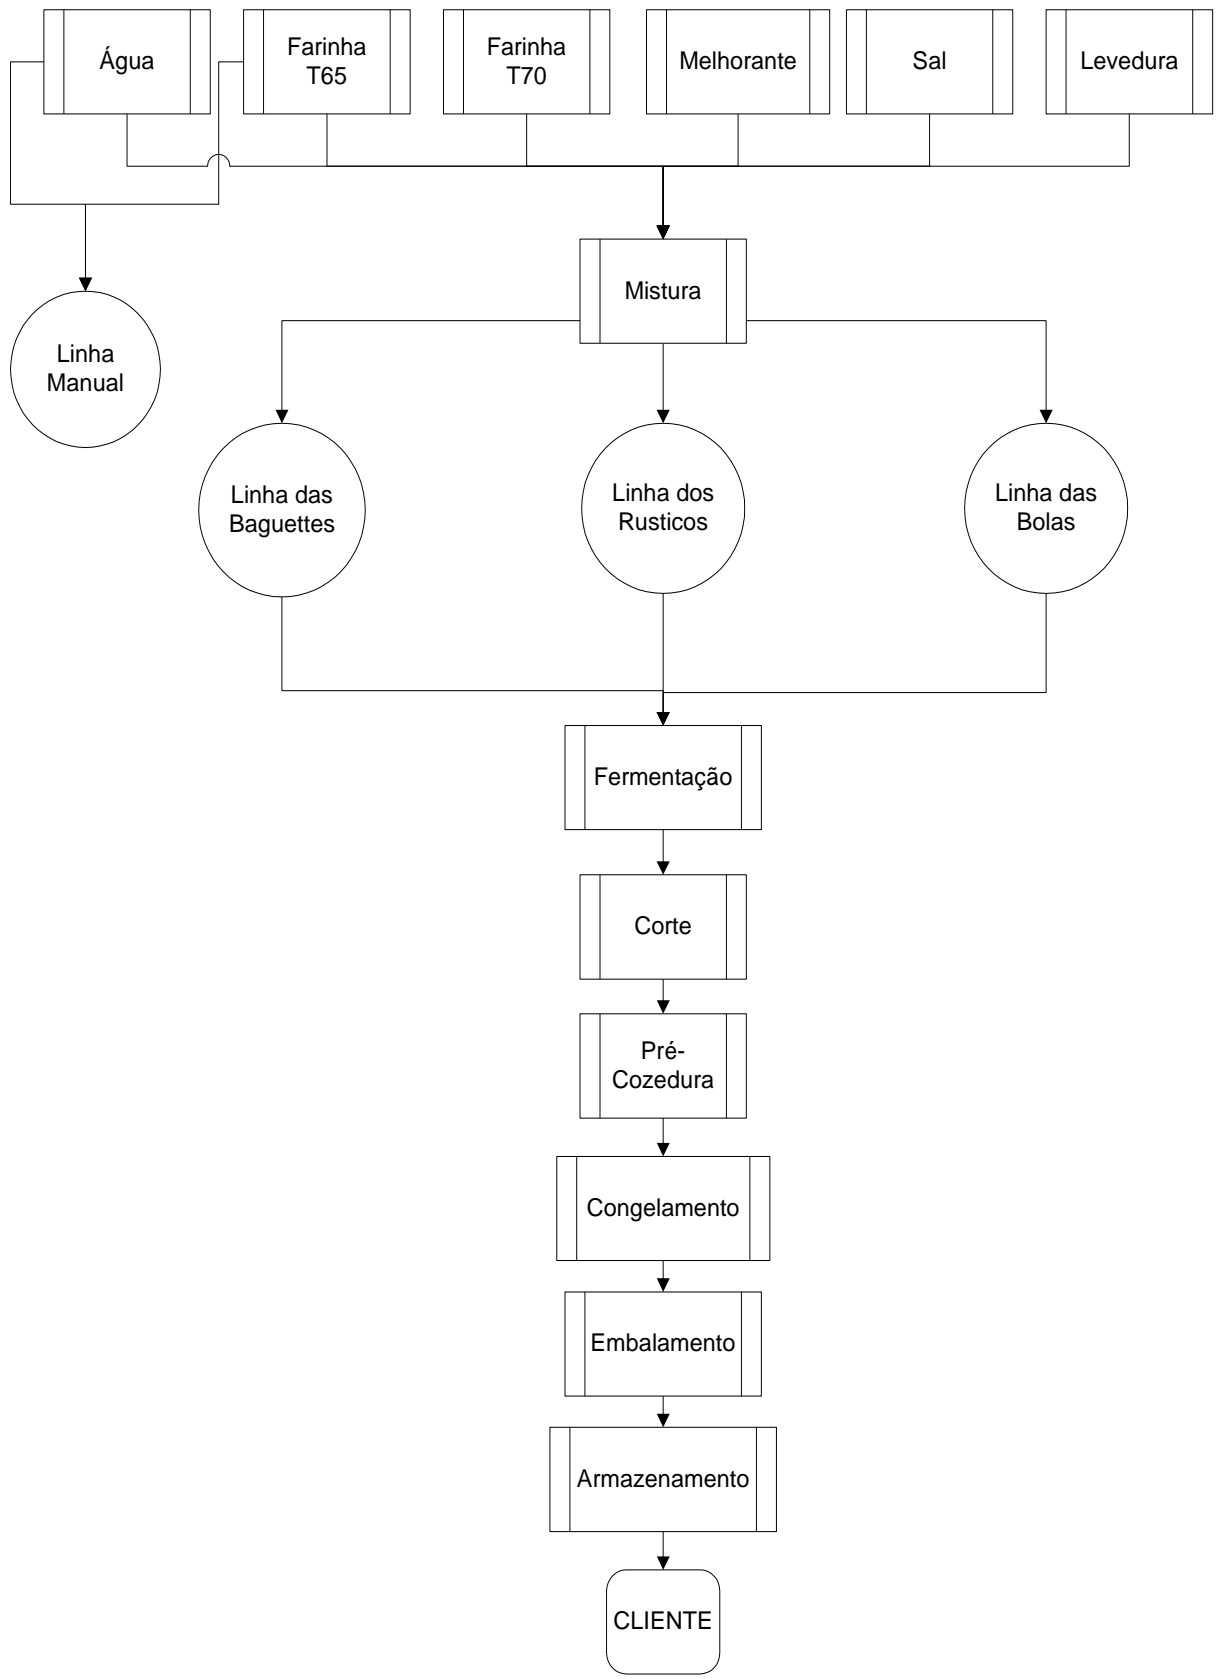 Água
Farinha
T65
Farinha
T70
Melhorante
Sal
Levedura
Mistura
Linha
Manual
Linha das
Baguettes
Linha dos
Rusticos
Linha das
Bolas
Fermentação
Corte
Pré-
Cozedura
Congelamento
Embalamento
Armazenamento
CLIENTE